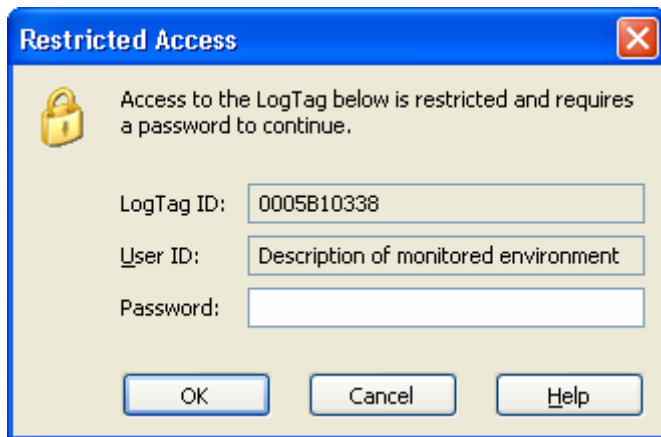 Restricted Access
Access to the LogTag below is restricted and requires
a password to continue.
LogTag ID: 0005B10338
User ID: Description of monitored environment
Password:
OK Cancel Help